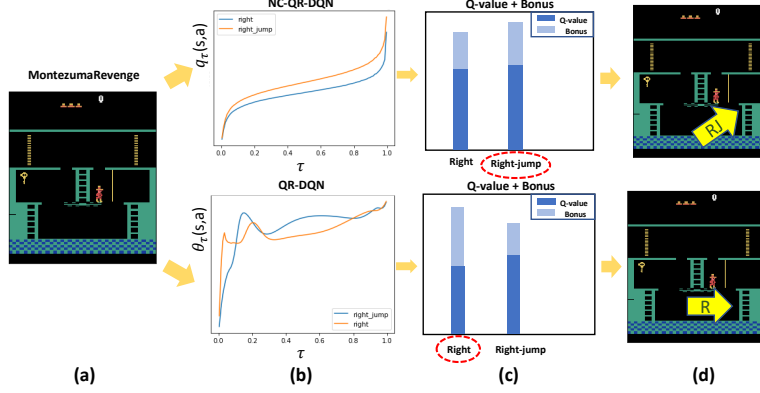 MontezumaRevenge
NC-QR-DQN
right
right_jump
q_τ(s,a)
0.0 0.2 0.4 0.6 0.8 1.0
τ
Q-value + Bonus
Q-value
Bonus
Right Right-jump
RJ
QR-DQN
right_jump
right
θ_τ(s,a)
0.0 0.2 0.4 0.6 0.8 1.0
τ
Q-value + Bonus
Q-value
Bonus
Right Right-jump
R
(a) (b) (c) (d)